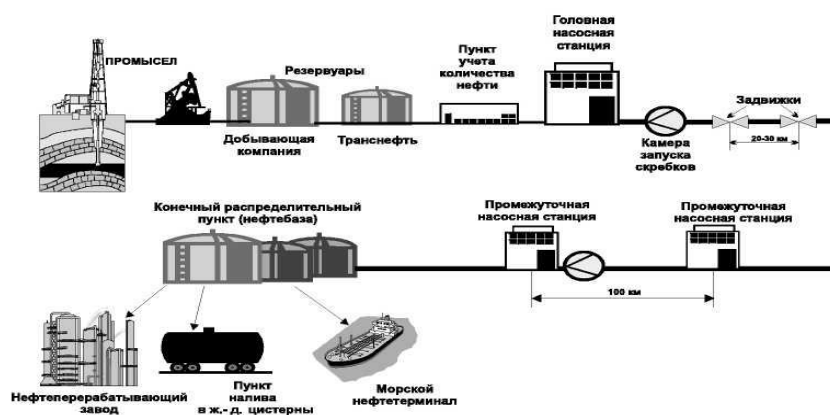 Головная
насосная
станция
ПРОМЫСЕЛ
Резервуары
Пункт
учета
количества
нефти
Задвижки
20-30 км
Добывающая
компания
Транснефть
Камера
запуска
скребков
Конечный распределительный
пункт (нефтебаза)
Промежуточная
насосная станция
Промежуточная
насосная станция
100 км
Нефтеперерабатывающий
завод
Пункт
налива
в ж.- д. цистерны
Морской
нефтетерминал